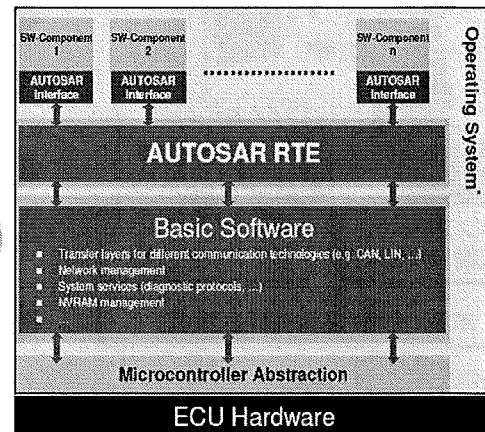 SW-Component 1
SW-Component 2
SW-Component n
AUTOSAR Interface
AUTOSAR Interface
AUTOSAR Interface
Operating System*
AUTOSAR RTE
Basic Software
Transfer layers for different communication technologies (e.g. CAN, LIN, ...)
Network management
System services (diagnostic protocols, ...)
NVRAM management
...
Microcontroller Abstraction
ECU Hardware